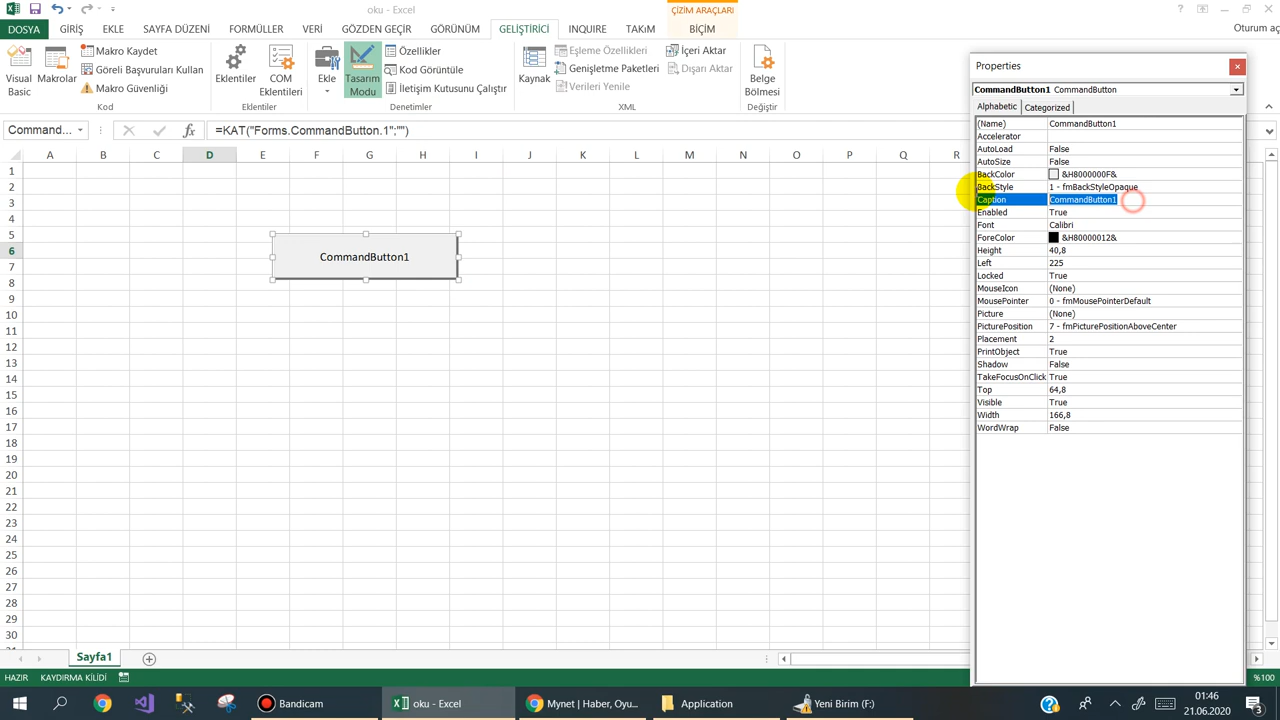 oku - Excel
ÇİZİM ARAÇLARI
?
DOSYA GİRİŞ EKLE SAYFA DÜZENİ FORMÜLLER VERİ GÖZDEN GEÇİR GÖRÜNÜM GELİŞTİRİCİ INQUIRE TAKıM BİÇİM Oturum aç
Visual Basic
Makrolar
Makro Kaydet
Göreli Başvuruları Kullan
Makro Güvenliği
Kod
Eklentiler
COM Eklentileri
Eklentiler
Ekle
Tasarım Modu
Özellikler
Kod Görüntüle
İletişim Kutusunu Çalıştır
Denetimler
Kaynak
Eşleme Özellikleri
Genişletme Paketleri
Verileri Yenile
İçeri Aktar
Dışarı Aktar
XML
Belge Bölmesi
Değiştir
Command... fx =KAT("Forms.CommandButton.1";"")
A B C D E F G H I J K L M N O P Q R
1
2
3
4
5
6
7
8
9
10
11
12
13
14
15
16
17
18
19
20
21
22
23
24
25
26
27
28
29
30
CommandButton1
Properties
CommandButton1 CommandButton
Alphabetic Categorized
(Name) CommandButton1
Accelerator
AutoLoad False
AutoSize False
BackColor &H8000000F&
BackStyle 1 - fmBackStyleOpaque
Caption CommandButton1
Enabled True
Font Calibri
ForeColor &H80000012&
Height 40,8
Left 225
Locked True
MouseIcon (None)
MousePointer 0 - fmMousePointerDefault
Picture (None)
PicturePosition 7 - fmPicturePositionAboveCenter
Placement 2
PrintObject True
Shadow False
TakeFocusOnClick True
Top 64,8
Visible True
Width 166,8
WordWrap False
Sayfa1
HAZIR KAYDIRMA KİLİDİ %100
Bandicam
oku - Excel
Mynet | Haber, Oyu...
Application
Yeni Birim (F:)
01:46
21.06.2020
3